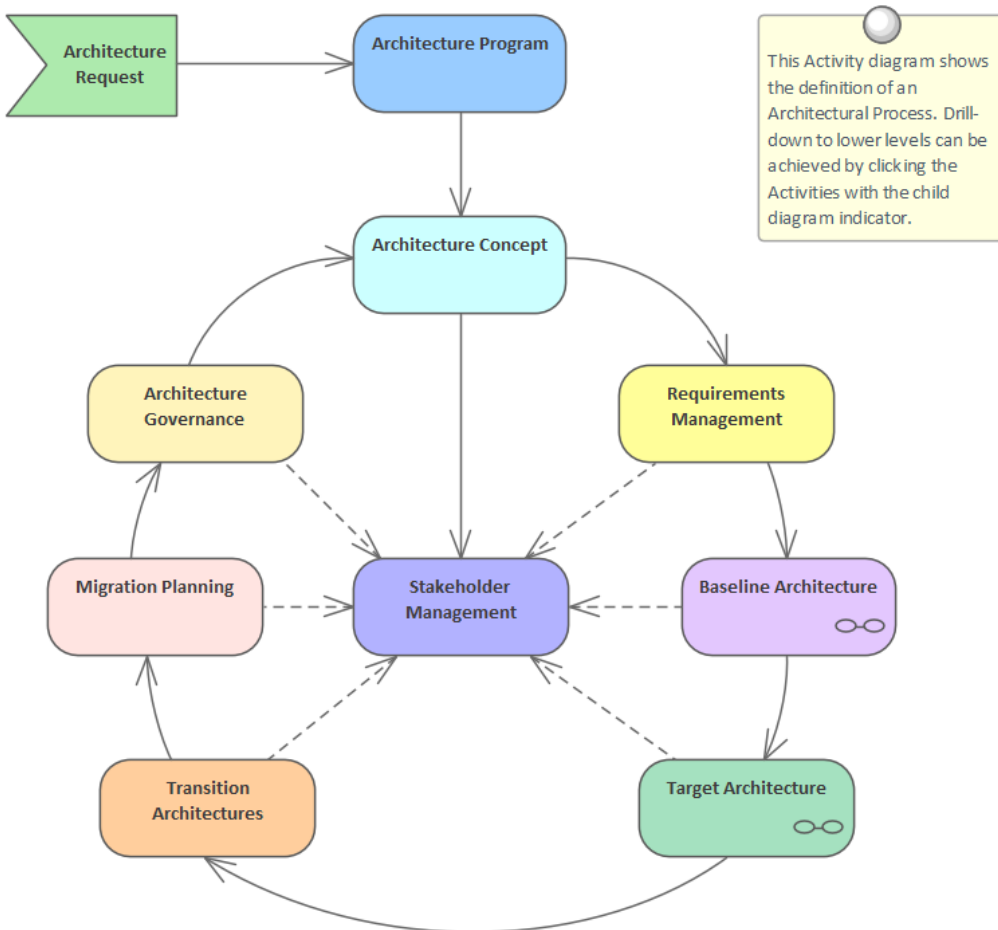 Architecture
Request
Architecture Program
This Activity diagram shows
the definition of an
Architectural Process. Drill-
down to lower levels can be
achieved by clicking the
Activities with the child
diagram indicator.
Architecture Concept
Architecture
Governance
Requirements
Management
Migration Planning
Stakeholder
Management
Baseline Architecture
Transition
Architectures
Target Architecture